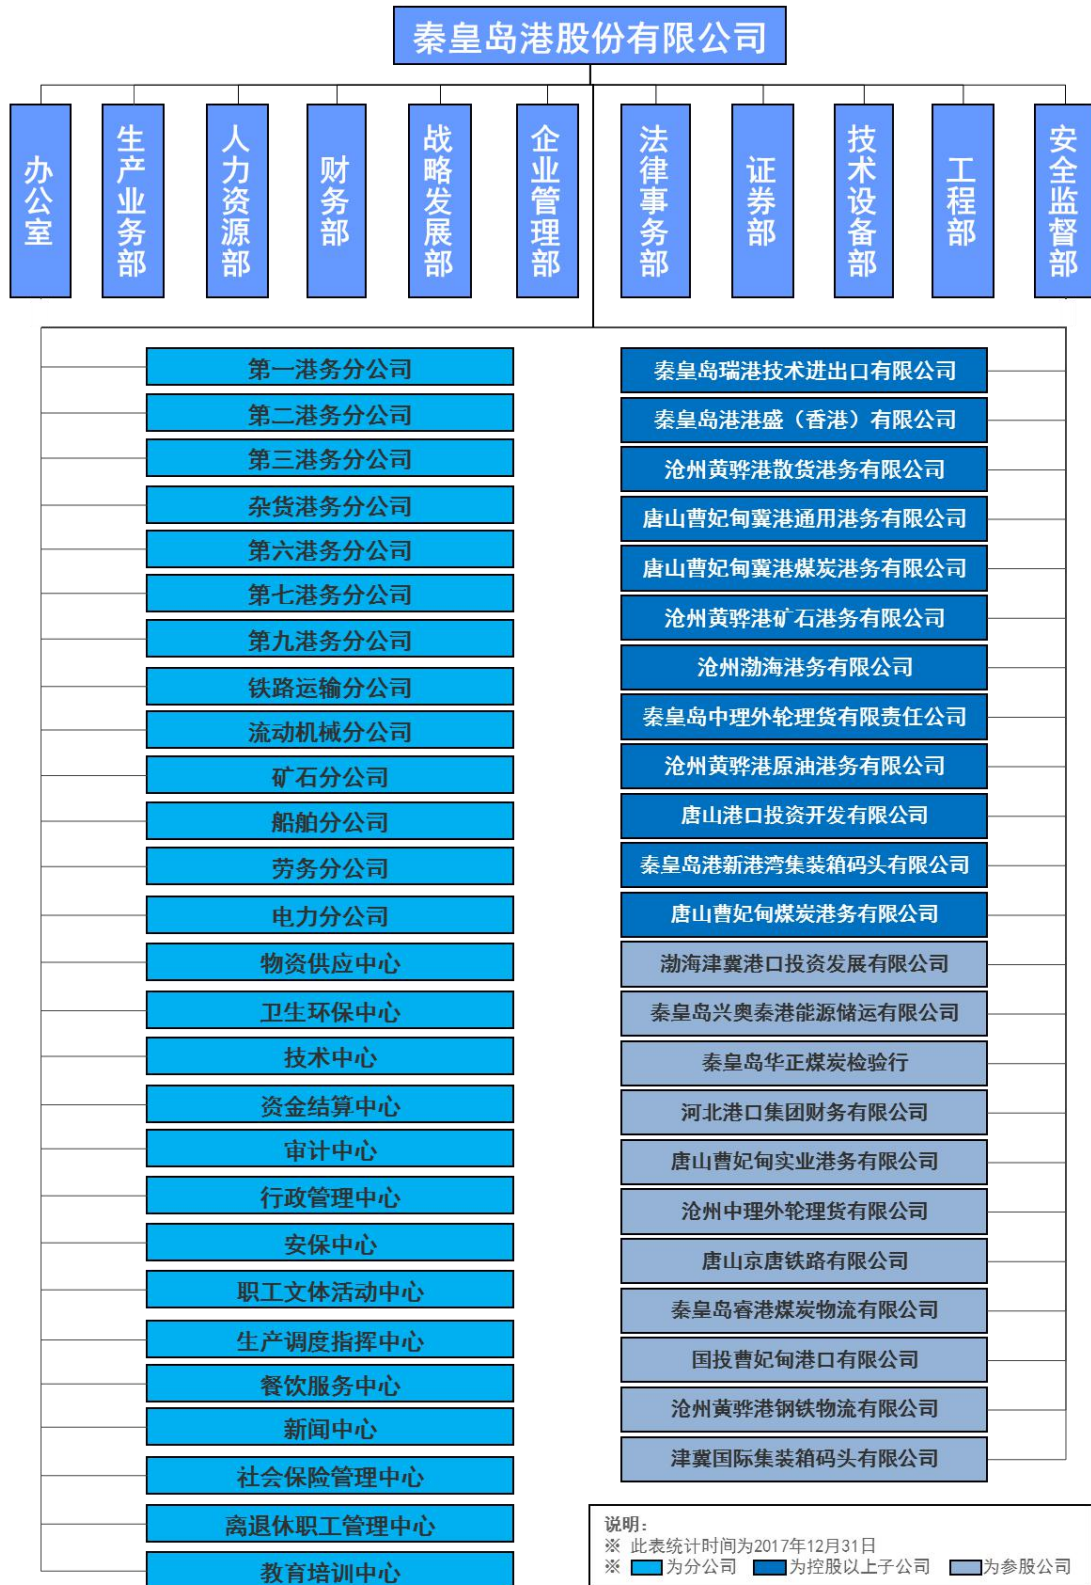 秦皇岛港股份有限公司
办公室
生产业务部
人力资源部
财务部
战略发展部
企业管理部
法律事务部
证券部
技术设备部
工程部
安全监督部
第一港务分公司
第二港务分公司
第三港务分公司
杂货港务分公司
第六港务分公司
第七港务分公司
第九港务分公司
铁路运输分公司
流动机械分公司
矿石分公司
船舶分公司
劳务分公司
电力分公司
物资供应中心
卫生环保中心
技术中心
资金结算中心
审计中心
行政管理中心
安保中心
职工文体活动中心
生产调度指挥中心
餐饮服务中心
新闻中心
社会保险管理中心
离退休职工管理中心
教育培训中心
秦皇岛瑞港技术进出口有限公司
秦皇岛港港盛（香港）有限公司
沧州黄骅港散货港务有限公司
唐山曹妃甸冀港通用港务有限公司
唐山曹妃甸冀港煤炭港务有限公司
沧州黄骅港矿石港务有限公司
沧州渤海港务有限公司
秦皇岛中理外轮理货有限责任公司
沧州黄骅港原油港务有限公司
唐山港口投资开发有限公司
秦皇岛港新港湾集装箱码头有限公司
唐山曹妃甸煤炭港务有限公司
渤海津冀港口投资发展有限公司
秦皇岛兴奥秦港能源储运有限公司
秦皇岛华正煤炭检验行
河北港口集团财务有限公司
唐山曹妃甸实业港务有限公司
沧州中理外轮理货有限公司
唐山京唐铁路有限公司
秦皇岛睿港煤炭物流有限公司
国投曹妃甸港口有限公司
沧州黄骅港钢铁物流有限公司
津冀国际集装箱码头有限公司
说明：
※ 此表统计时间为2017年12月31日
※ 为分公司 为控股以上子公司 为参股公司